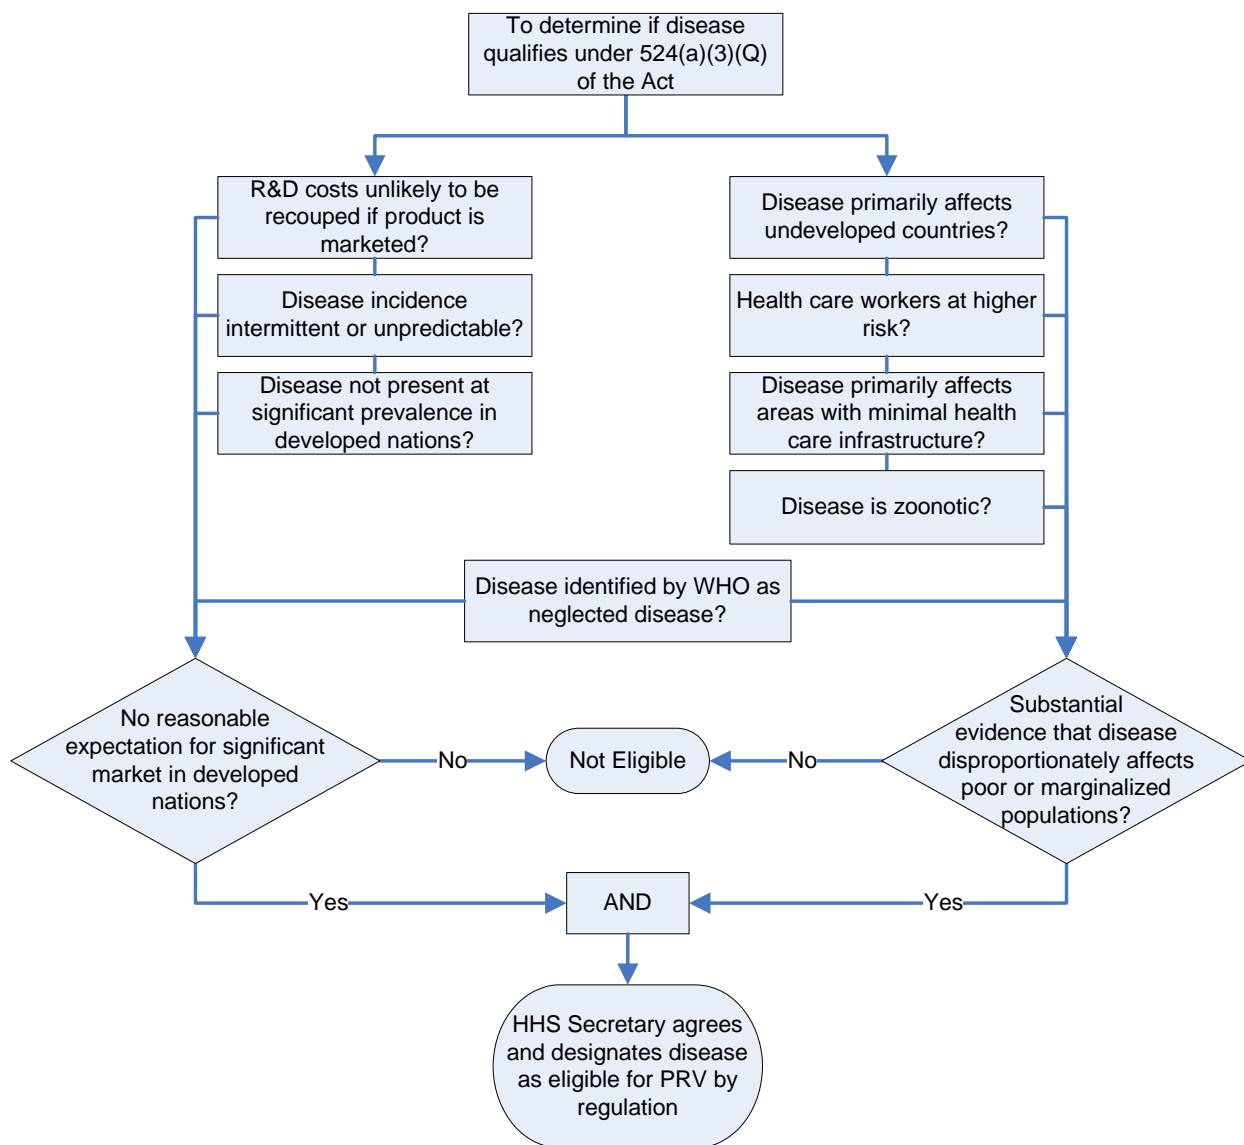 To determine if disease
qualifies under 524(a)(3)(Q)
of the Act
R&D costs unlikely to be
recouped if product is
marketed?
Disease primarily affects
undeveloped countries?
Disease incidence
intermittent or unpredictable?
Health care workers at higher
risk?
Disease not present at
significant prevalence in
developed nations?
Disease primarily affects
areas with minimal health
care infrastructure?
Disease is zoonotic?
Disease identified by WHO as
neglected disease?
No reasonable
expectation for significant
market in developed
nations?
No
Not Eligible
No
Substantial
evidence that disease
disproportionately affects
poor or marginalized
populations?
Yes
AND
Yes
HHS Secretary agrees
and designates disease
as eligible for PRV by
regulation